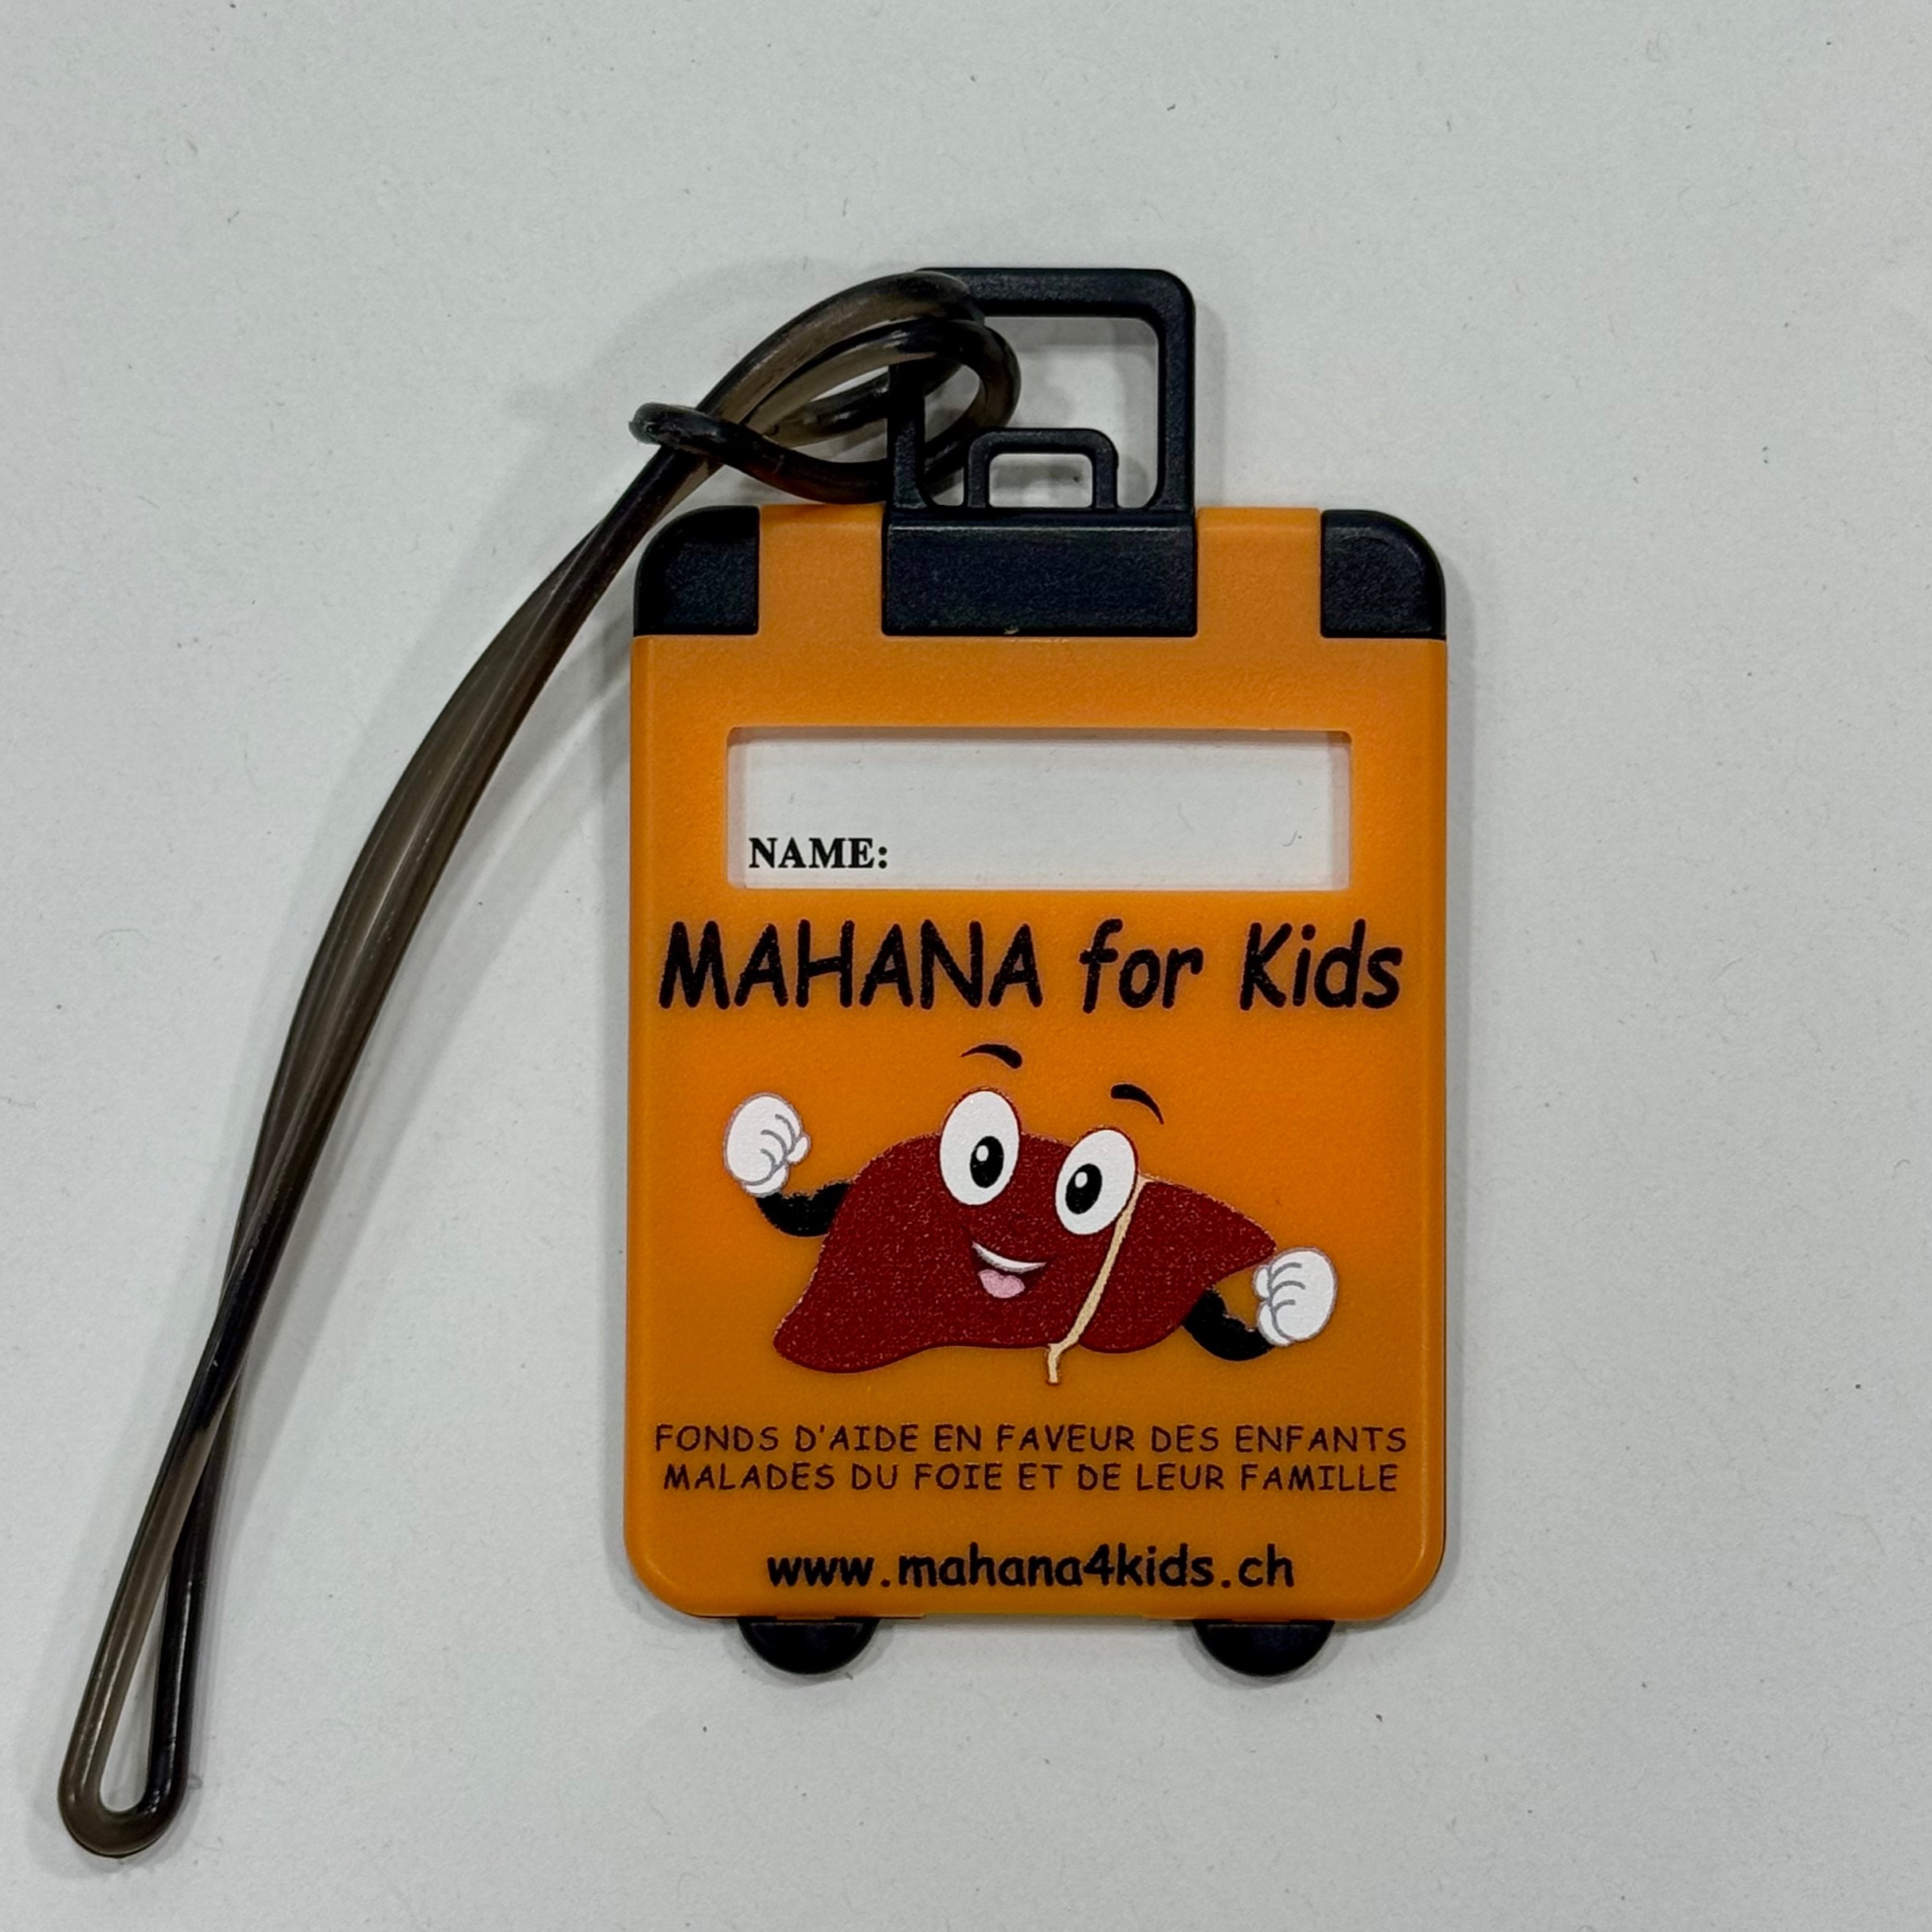 NAME:
MAHANA for Kids
FONDS D'AIDE EN FAVEUR DES ENFANTS
MALADES DU FOIE ET DE LEUR FAMILLE
www.mahana4kids.ch